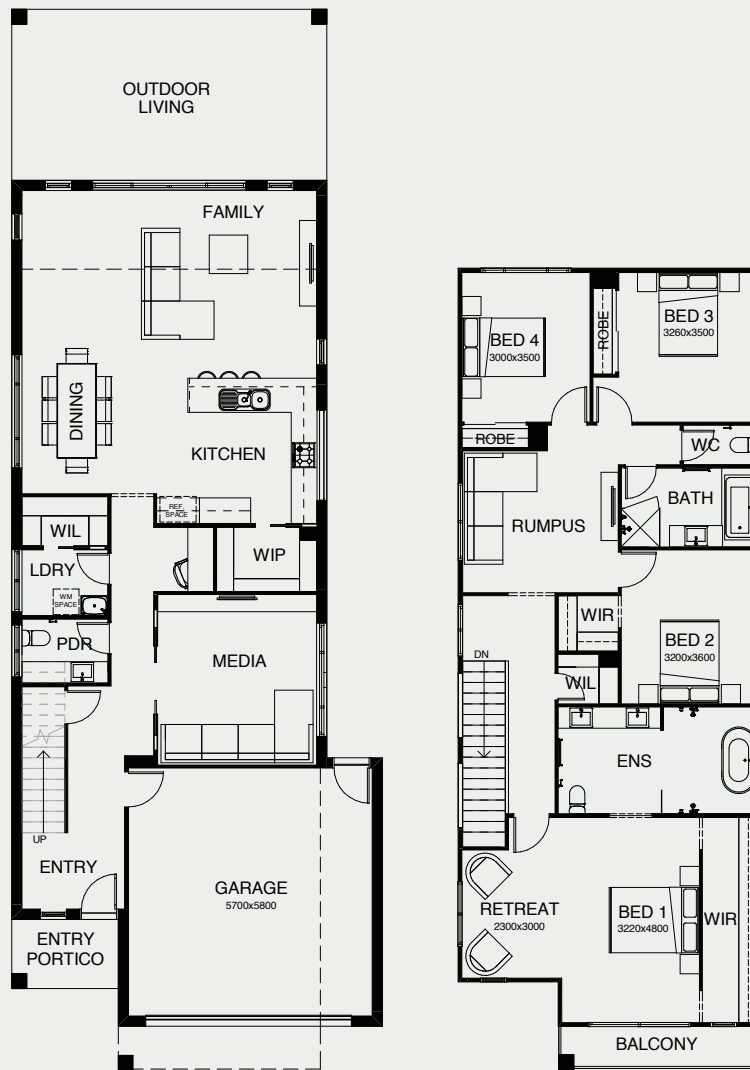 OUTDOOR
LIVING
FAMILY
DINING
KITCHEN
REF.
SPACE
WIL
WIP
LDRY
WM
SPACE
PDR
MEDIA
UP
ENTRY
GARAGE
5700x5800
ENTRY
PORTICO
BED 4
3000x3500
ROBE
BED 3
3260x3500
ROBE
WC
BATH
RUMPUS
WIR
BED 2
3200x3600
DN
WIL
ENS
RETREAT
2300x3000
BED 1
3220x4800
WIR
BALCONY